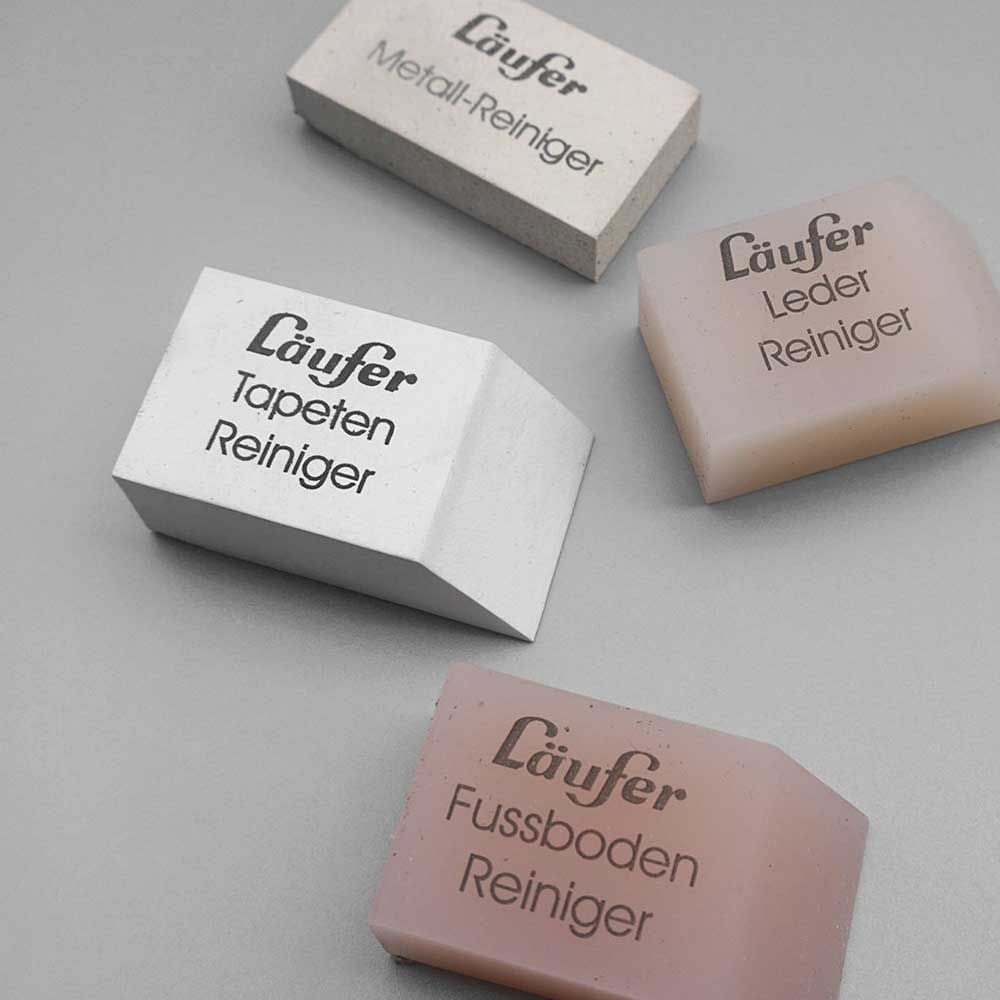 Läufer
Metall-Reiniger
Läufer
Leder
Reiniger
Läufer
Tapeten
Reiniger
Läufer
Fussboden
Reiniger